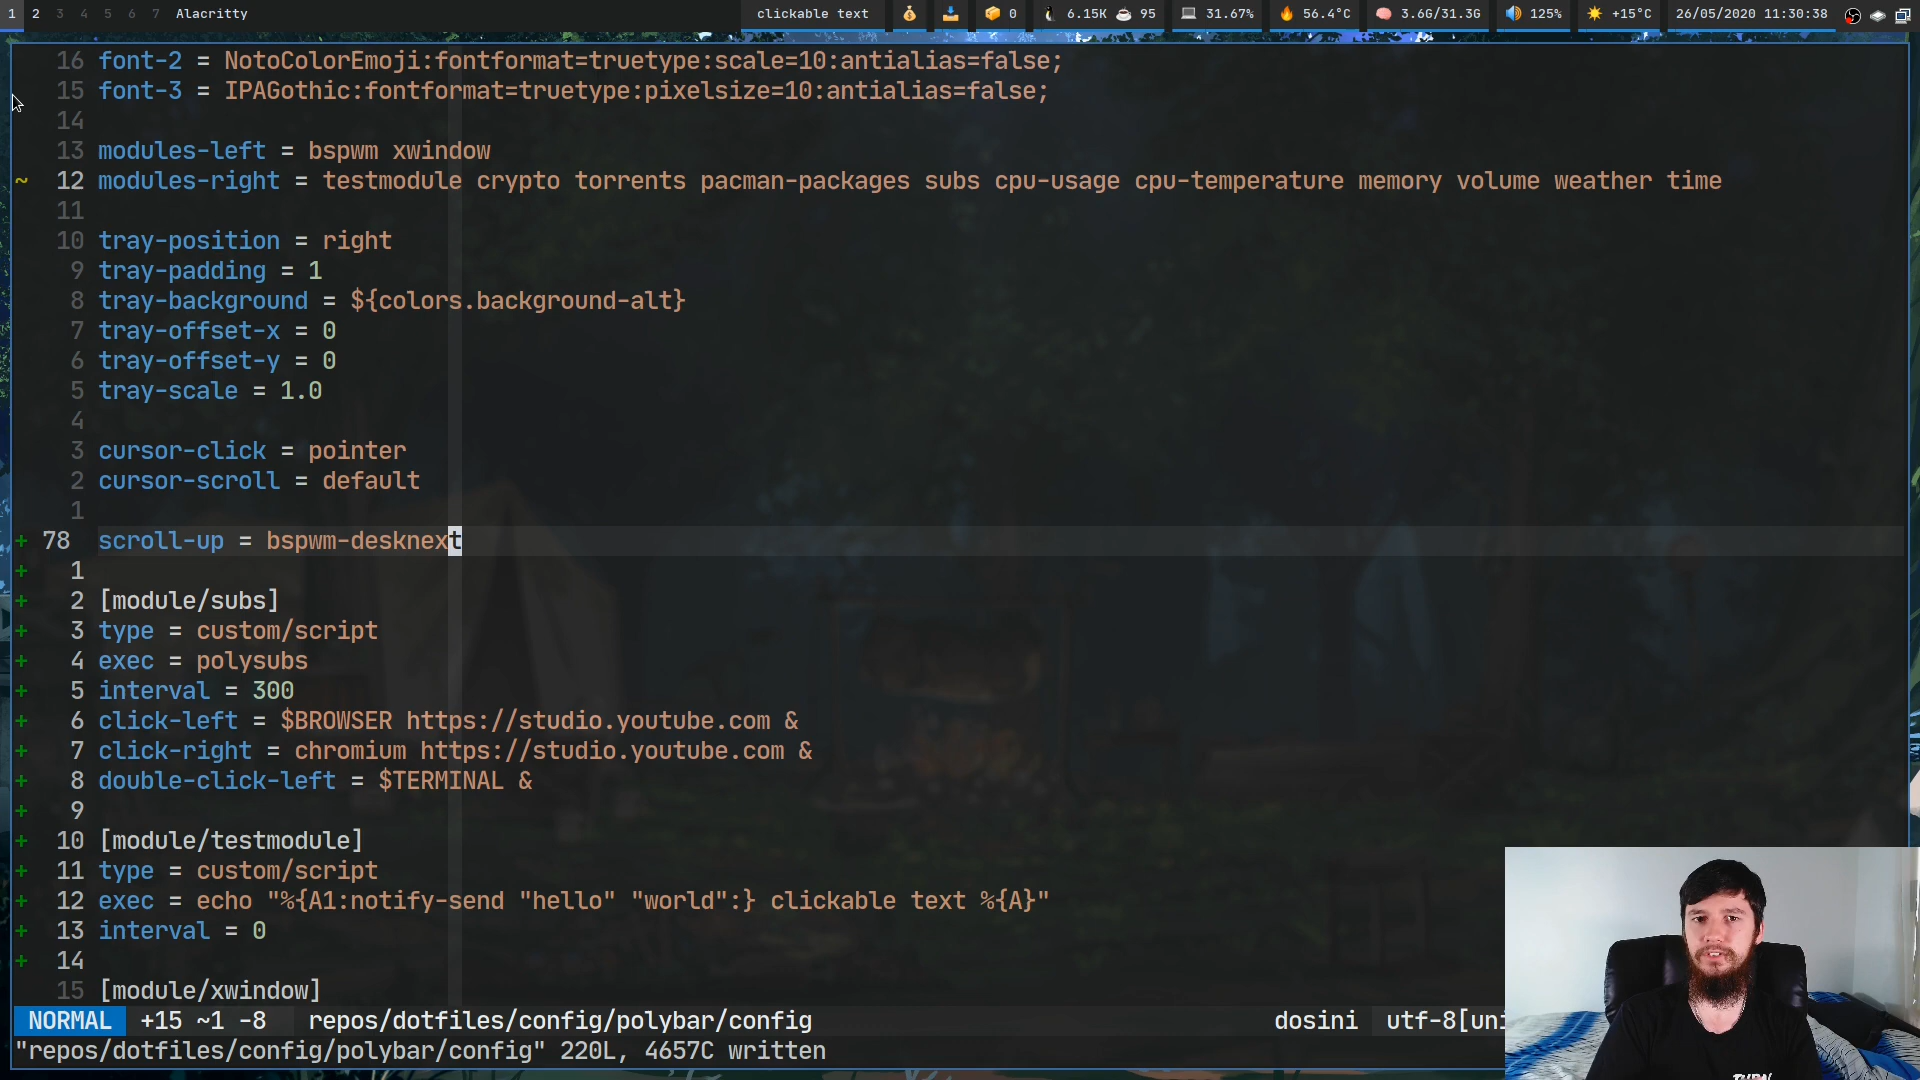 1 2 3 4 5 6 7 Alacritty clickable text 0 6.15K 95 31.67% 56.4°C 3.6G/31.3G 125% +15°C 26/05/2020 11:30:38
16 font-2 = NotoColorEmoji:fontformat=truetype:scale=10:antialias=false;
15 font-3 = IPAGothic:fontformat=truetype:pixelsize=10:antialias=false;
14
13 modules-left = bspwm xwindow
~ 12 modules-right = testmodule crypto torrents pacman-packages subs cpu-usage cpu-temperature memory volume weather time
11
10 tray-position = right
9 tray-padding = 1
8 tray-background = ${colors.background-alt}
7 tray-offset-x = 0
6 tray-offset-y = 0
5 tray-scale = 1.0
4
3 cursor-click = pointer
2 cursor-scroll = default
1
+ 78 scroll-up = bspwm-desknext
+ 1
+ 2 [module/subs]
+ 3 type = custom/script
+ 4 exec = polysubs
+ 5 interval = 300
+ 6 click-left = $BROWSER https://studio.youtube.com &
+ 7 click-right = chromium https://studio.youtube.com &
+ 8 double-click-left = $TERMINAL &
+ 9
+ 10 [module/testmodule]
+ 11 type = custom/script
+ 12 exec = echo "%{A1:notify-send "hello" "world":} clickable text %{A}"
+ 13 interval = 0
+ 14
15 [module/xwindow]
NORMAL +15 ~1 -8 repos/dotfiles/config/polybar/config dosini utf-8[uni
"repos/dotfiles/config/polybar/config" 220L, 4657C written